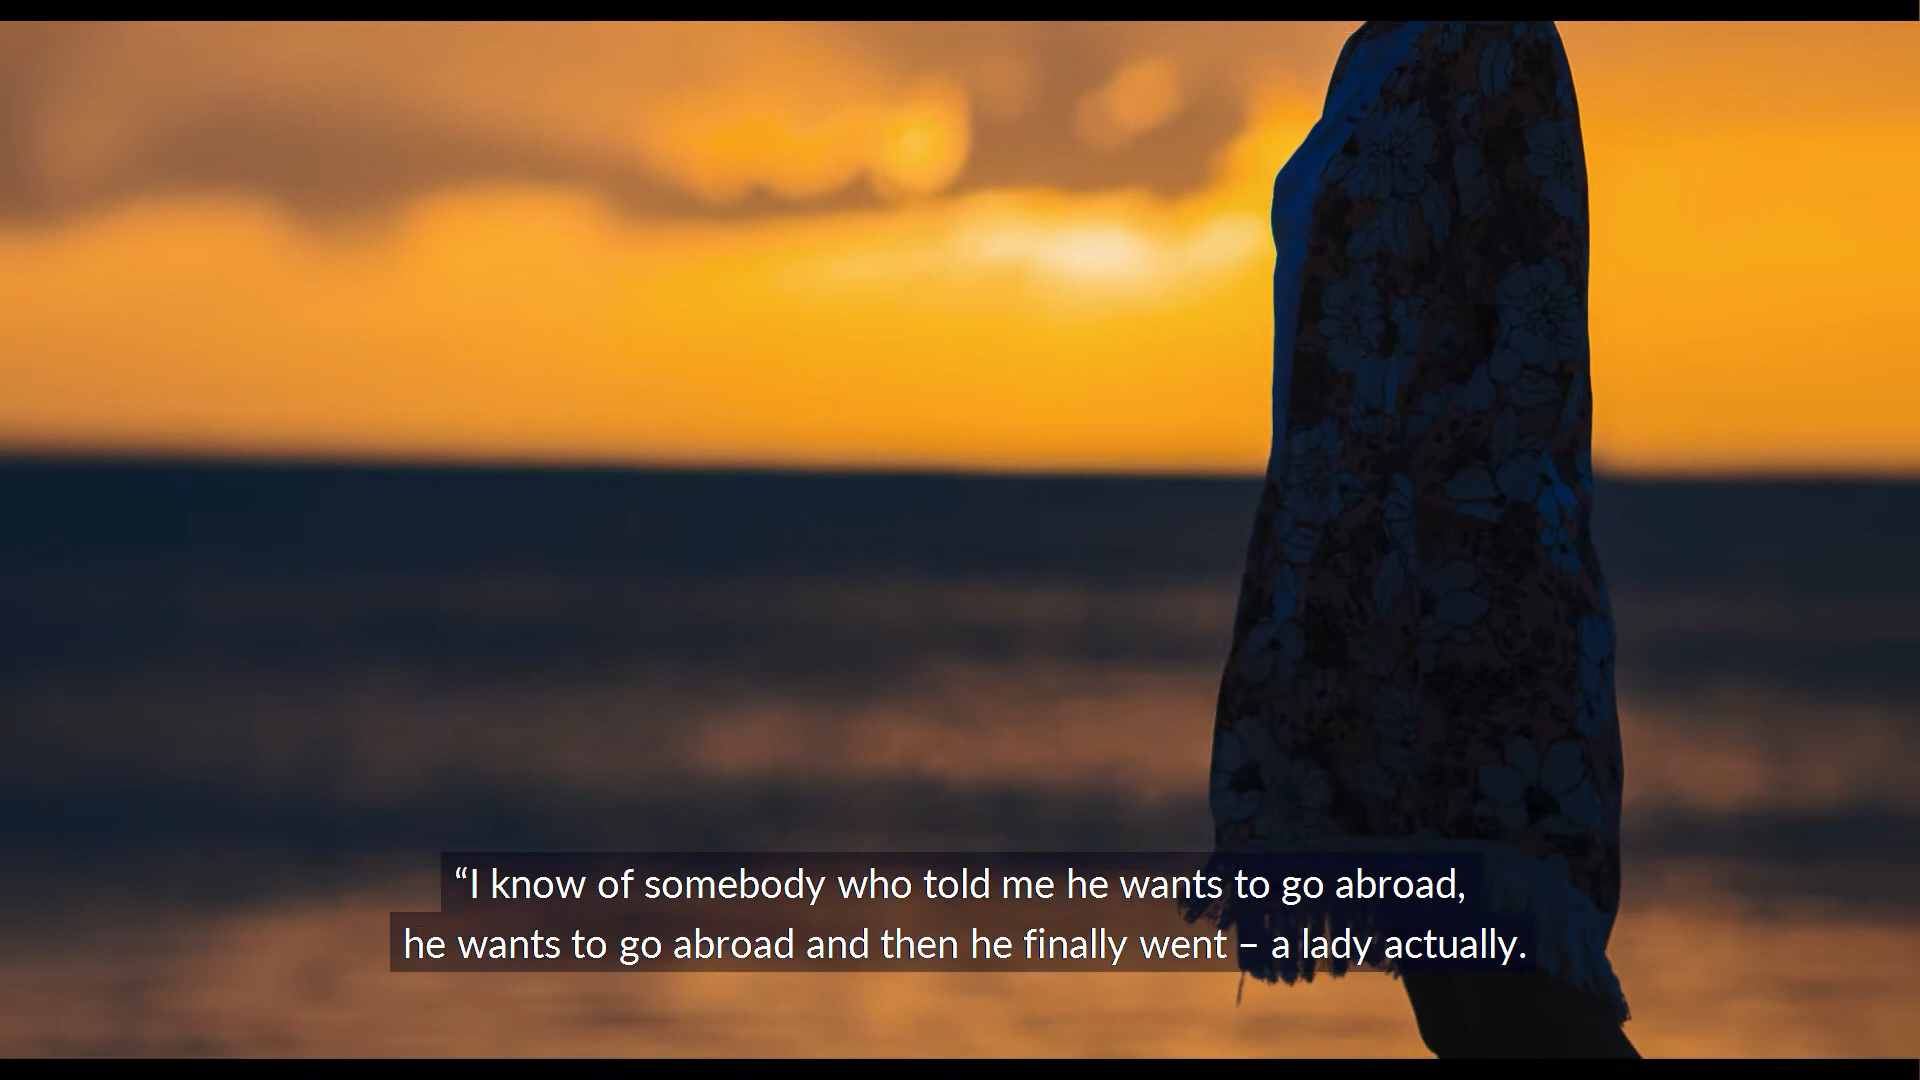 “I know of somebody who told me he wants to go abroad,
he wants to go abroad and then he finally went – a lady actually.